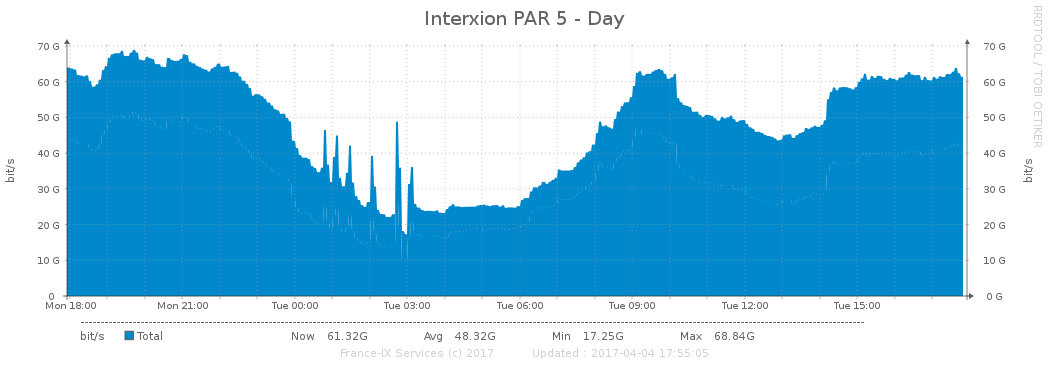 Interxion PAR 5 - Day
RRDTOOL / TOBI OETIKER
70 G 70 G
60 G 60 G
50 G 50 G
40 G 40 G
30 G 30 G
20 G 20 G
10 G 10 G
0 0 G
bit/s bit/s
Mon 18:00 Mon 21:00 Tue 00:00 Tue 03:00 Tue 06:00 Tue 09:00 Tue 12:00 Tue 15:00
bit/s Total Now 61.32G Avg 48.32G Min 17.25G Max 68.84G
France-IX Services (c) 2017 Updated : 2017-04-04 17:55:05